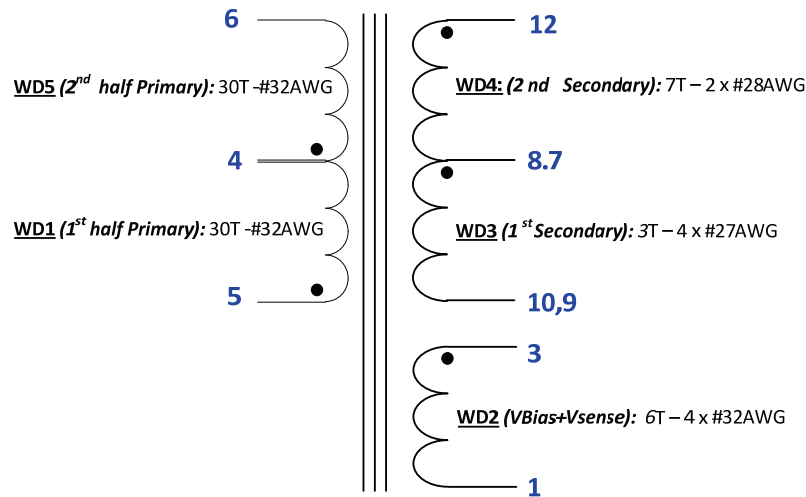 6
12
WD5 (2nd half Primary): 30T -#32AWG
WD4: (2 nd Secondary): 7T – 2 x #28AWG
4
8.7
WD1 (1st half Primary): 30T -#32AWG
WD3 (1st Secondary): 3T – 4 x #27AWG
5
10,9
3
WD2 (VBias+Vsense): 6T – 4 x #32AWG
1